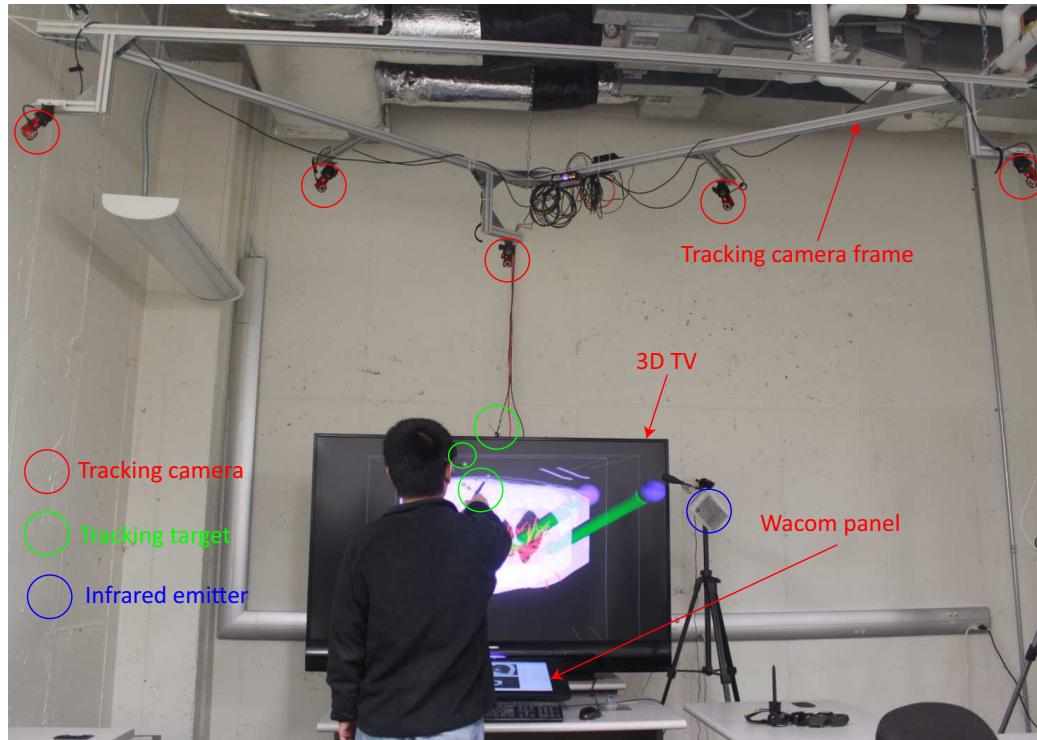 Tracking camera frame
3D TV
Tracking camera
Wacom panel
Tracking target
Infrared emitter